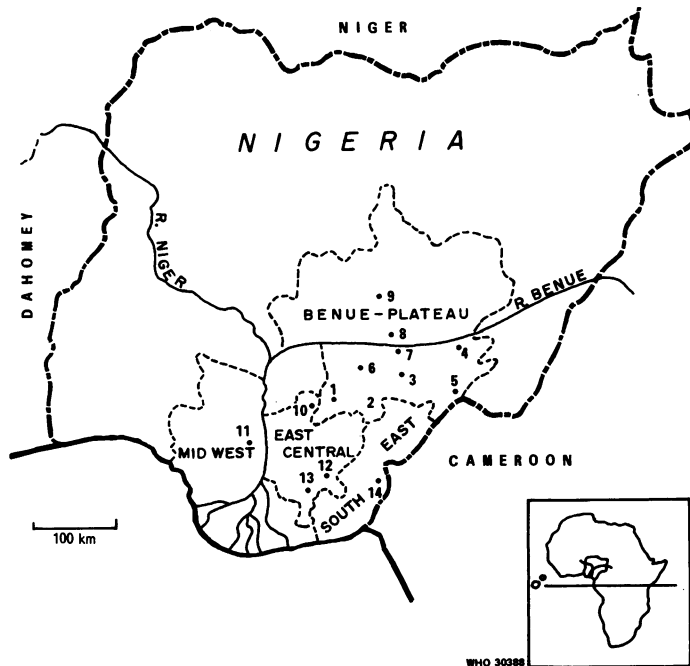 NIGER
NIGERIA
DAHOMEY
R. NIGER
R. BENUE
9
BENUE-PLATEAU
8
7
4
6
3
5
1
10
2
11
EAST
CENTRAL
EAST
MID WEST
12
CAMEROON
13
14
SOUTH
100 km
WHO 30388